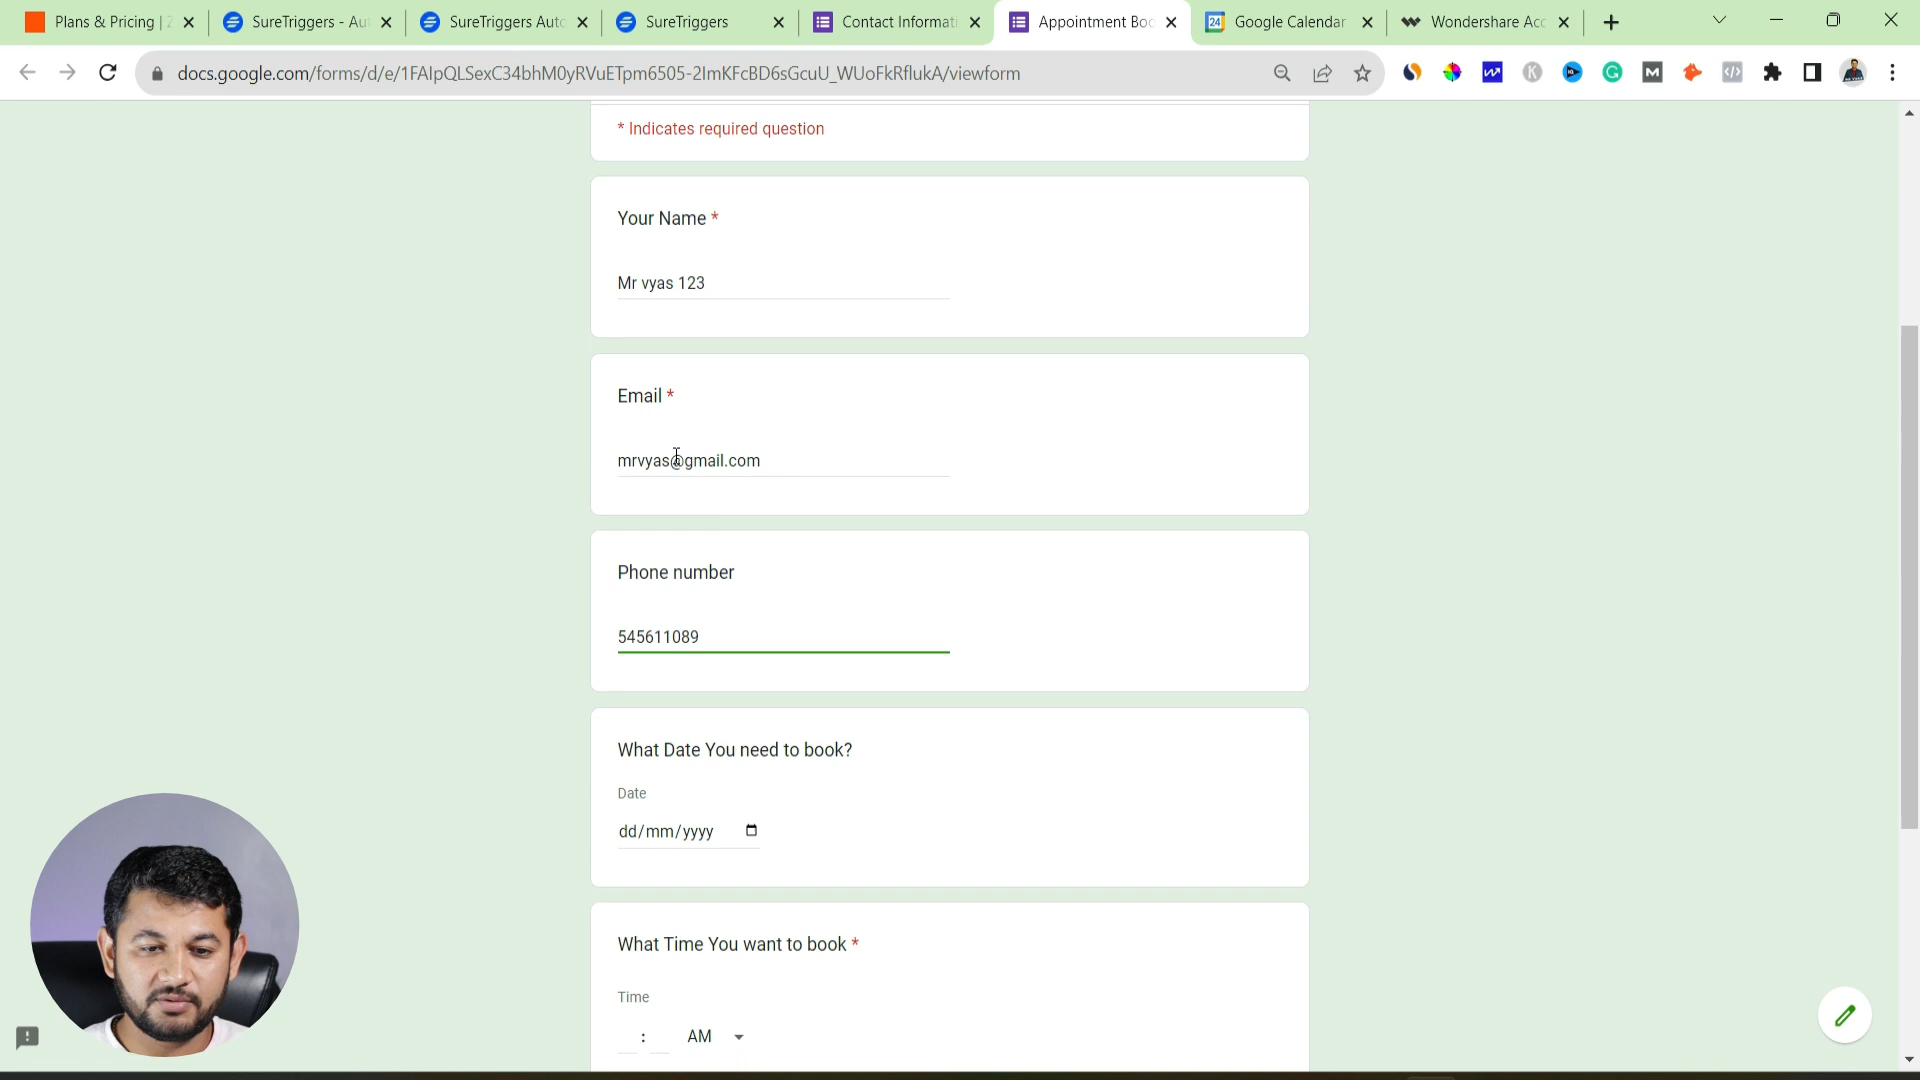 Plans & Pricing | Z
SureTriggers - Aut
SureTriggers Auto
SureTriggers
Contact Informati
Appointment Boo
Google Calendar
Wondershare Acc
docs.google.com/forms/d/e/1FAIpQLSexC34bhM0yRVuETpm6505-2ImKFcBD6sGcuU_WUoFkRflukA/viewform
* Indicates required question
Your Name *
Mr vyas 123
Email *
mrvyas@gmail.com
Phone number
545611089
What Date You need to book?
Date
dd/mm/yyyy
What Time You want to book *
Time
: AM